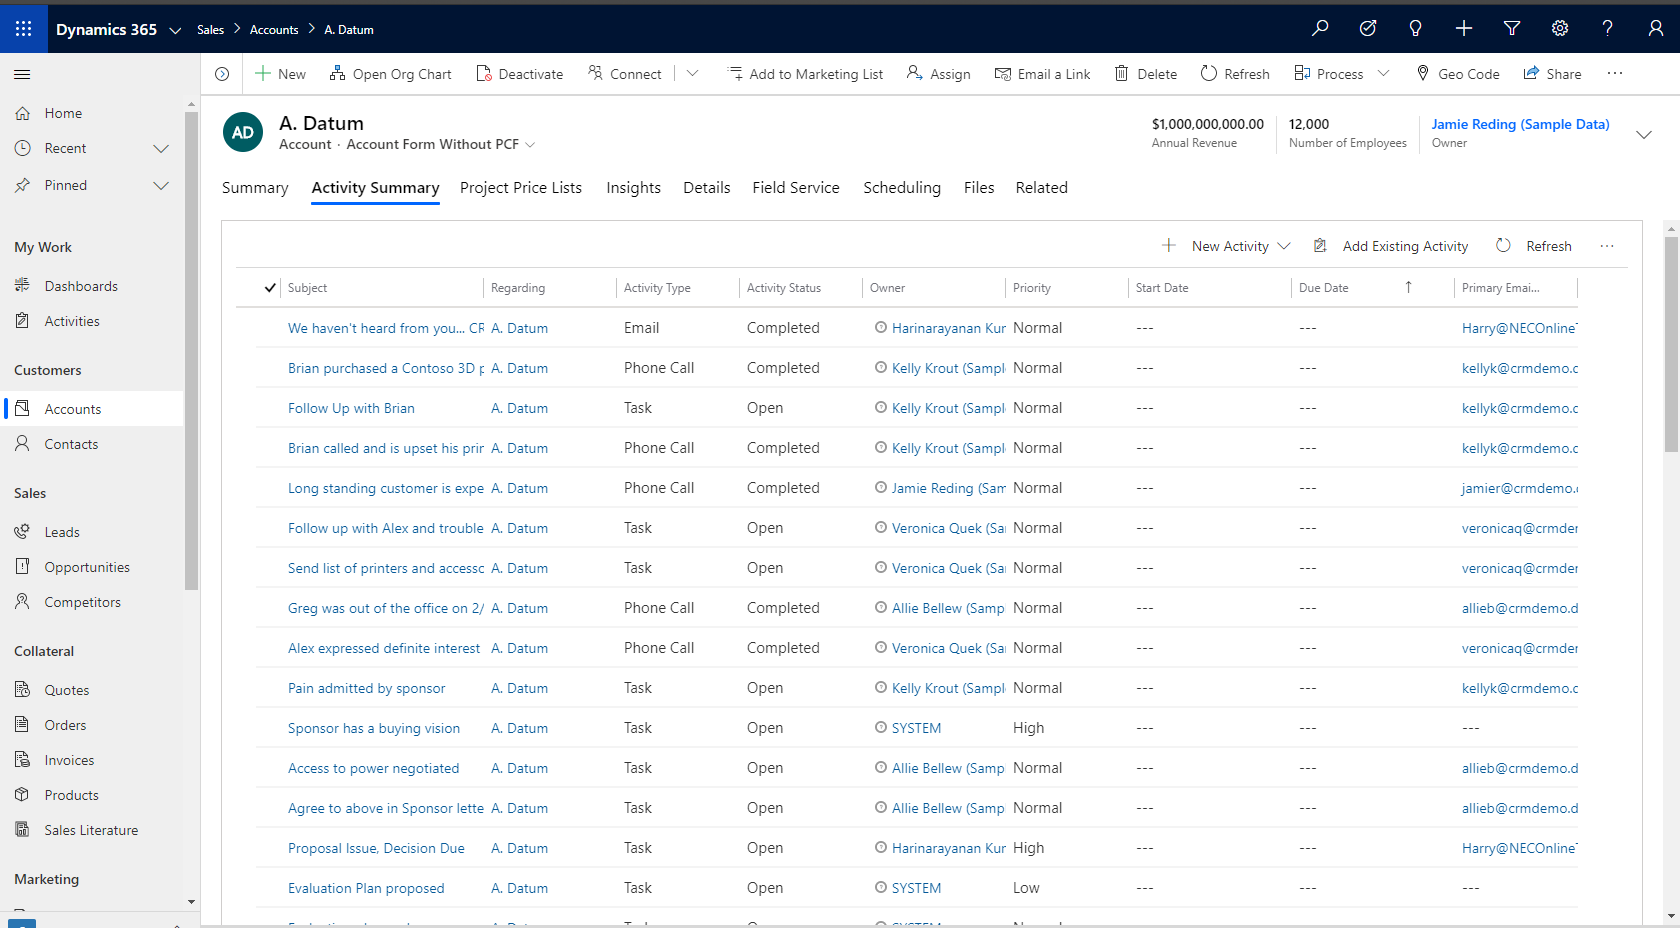 Dynamics 365 Sales > Accounts > A. Datum
New Open Org Chart Deactivate Connect Add to Marketing List Assign Email a Link Delete Refresh Process Geo Code Share ...
Home
Recent
Pinned
My Work
Dashboards
Activities
Customers
Accounts
Contacts
Sales
Leads
Opportunities
Competitors
Collateral
Quotes
Orders
Invoices
Products
Sales Literature
Marketing
AD
A. Datum
Account · Account Form Without PCF
$1,000,000,000.00
Annual Revenue
12,000
Number of Employees
Jamie Reding (Sample Data)
Owner
Summary Activity Summary Project Price Lists Insights Details Field Service Scheduling Files Related
New Activity Add Existing Activity Refresh ...
Subject Regarding Activity Type Activity Status Owner Priority Start Date Due Date ↑ Primary Emai...
We haven't heard from you... CR A. Datum Email Completed Harinarayanan Kur Normal --- --- Harry@NECOnline
Brian purchased a Contoso 3D p A. Datum Phone Call Completed Kelly Krout (Sampl Normal --- --- kellyk@crmdemo.c
Follow Up with Brian A. Datum Task Open Kelly Krout (Sampl Normal --- --- kellyk@crmdemo.c
Brian called and is upset his prir A. Datum Phone Call Completed Kelly Krout (Sampl Normal --- --- kellyk@crmdemo.c
Long standing customer is expe A. Datum Phone Call Completed Jamie Reding (Sam Normal --- --- jamier@crmdemo.
Follow up with Alex and trouble A. Datum Task Open Veronica Quek (Sa Normal --- --- veronicaq@crmder
Send list of printers and accessc A. Datum Task Open Veronica Quek (Sa Normal --- --- veronicaq@crmder
Greg was out of the office on 2/ A. Datum Phone Call Completed Allie Bellew (Samp Normal --- --- allieb@crmdemo.d
Alex expressed definite interest A. Datum Phone Call Completed Veronica Quek (Sa Normal --- --- veronicaq@crmder
Pain admitted by sponsor A. Datum Task Open Kelly Krout (Sampl Normal --- --- kellyk@crmdemo.c
Sponsor has a buying vision A. Datum Task Open SYSTEM High --- --- ---
Access to power negotiated A. Datum Task Open Allie Bellew (Samp Normal --- --- allieb@crmdemo.d
Agree to above in Sponsor lette A. Datum Task Open Allie Bellew (Samp Normal --- --- allieb@crmdemo.d
Proposal Issue, Decision Due A. Datum Task Open Harinarayanan Kur High --- --- Harry@NECOnline
Evaluation Plan proposed A. Datum Task Open SYSTEM Low --- --- ---